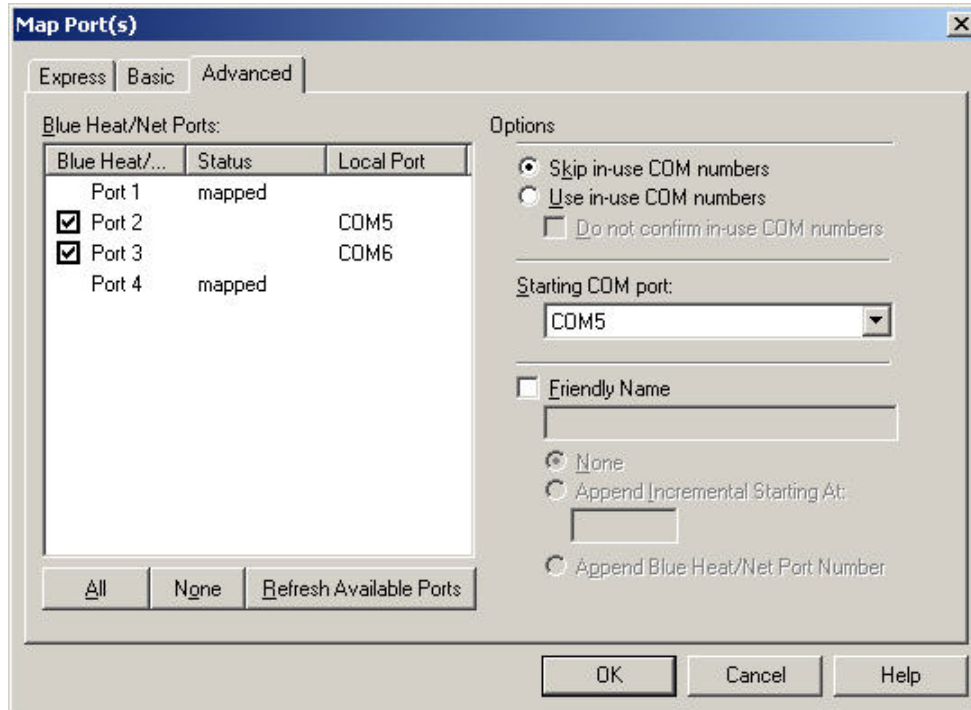 Map Port(s)
Express Basic Advanced
Blue Heat/Net Ports:
Blue Heat/... Status Local Port
Port 1 mapped
Port 2 COM5
Port 3 COM6
Port 4 mapped
All None Refresh Available Ports
Options
Skip in-use COM numbers
Use in-use COM numbers
Do not confirm in-use COM numbers
Starting COM port:
COM5
Friendly Name
None
Append Incremental Starting At:
Append Blue Heat/Net Port Number
OK Cancel Help